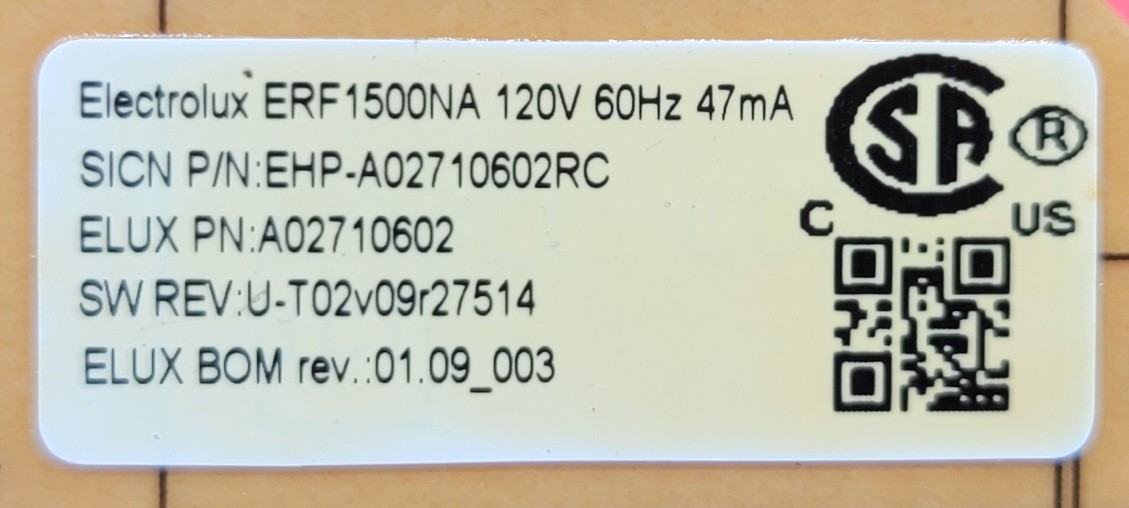 Electrolux ERF1500NA 120V 60Hz 47mA
SICN P/N:EHP-A02710602RC
ELUX PN:A02710602
SW REV:U-T02v09r27514
ELUX BOM rev.:01.09_003
CSA ®
C US